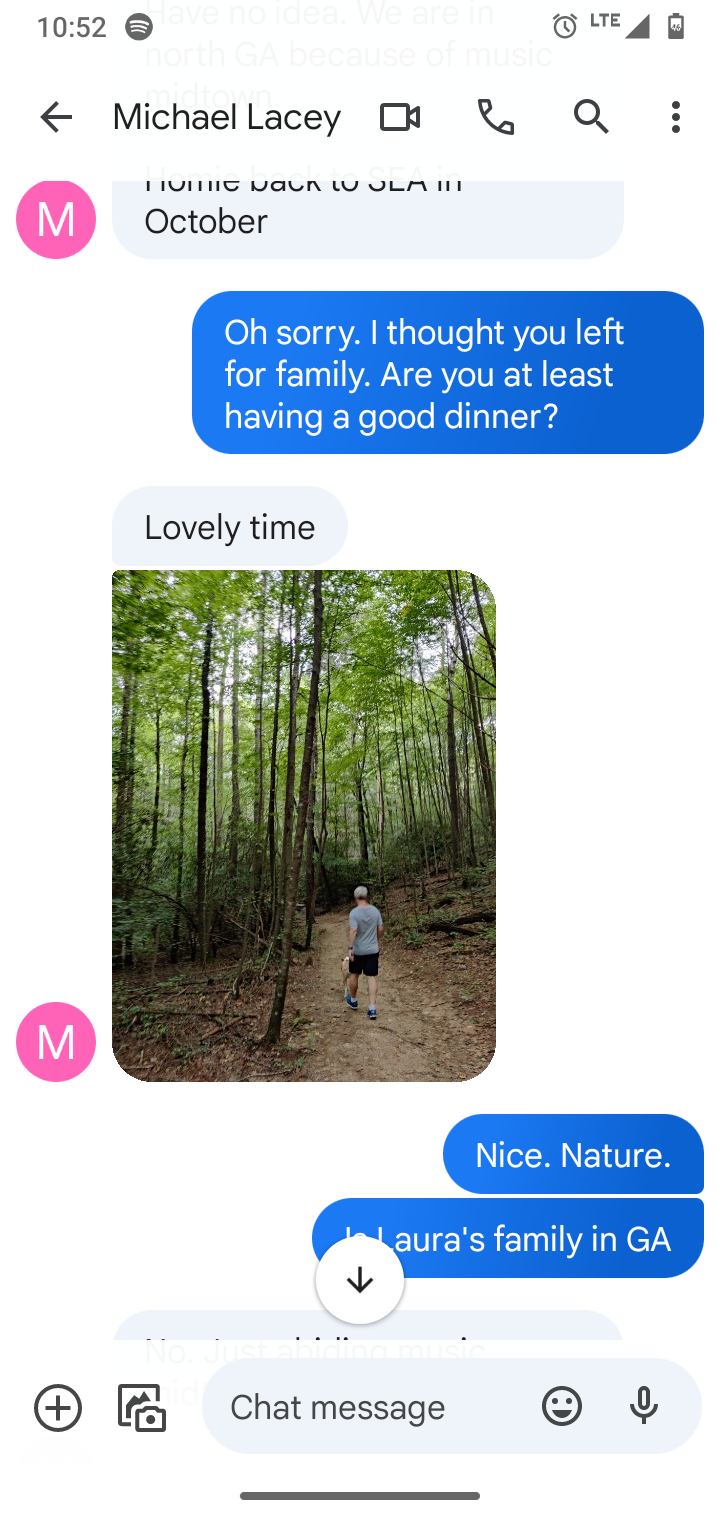 10:52
LTE
46
Have no idea. We are in
north GA because of music
midtown
Michael Lacey
Homie back to SEA in
October
M
Oh sorry. I thought you left
for family. Are you at least
having a good dinner?
Lovely time
M
Nice. Nature.
Is Laura's family in GA
No. Just abiding music
Chat message